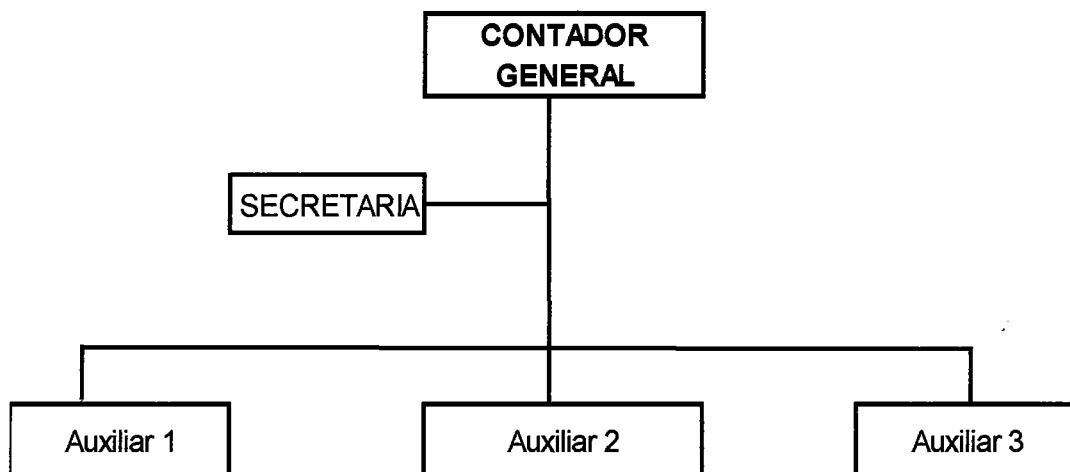 CONTADOR
GENERAL
SECRETARIA
Auxiliar 1
Auxiliar 2
Auxiliar 3